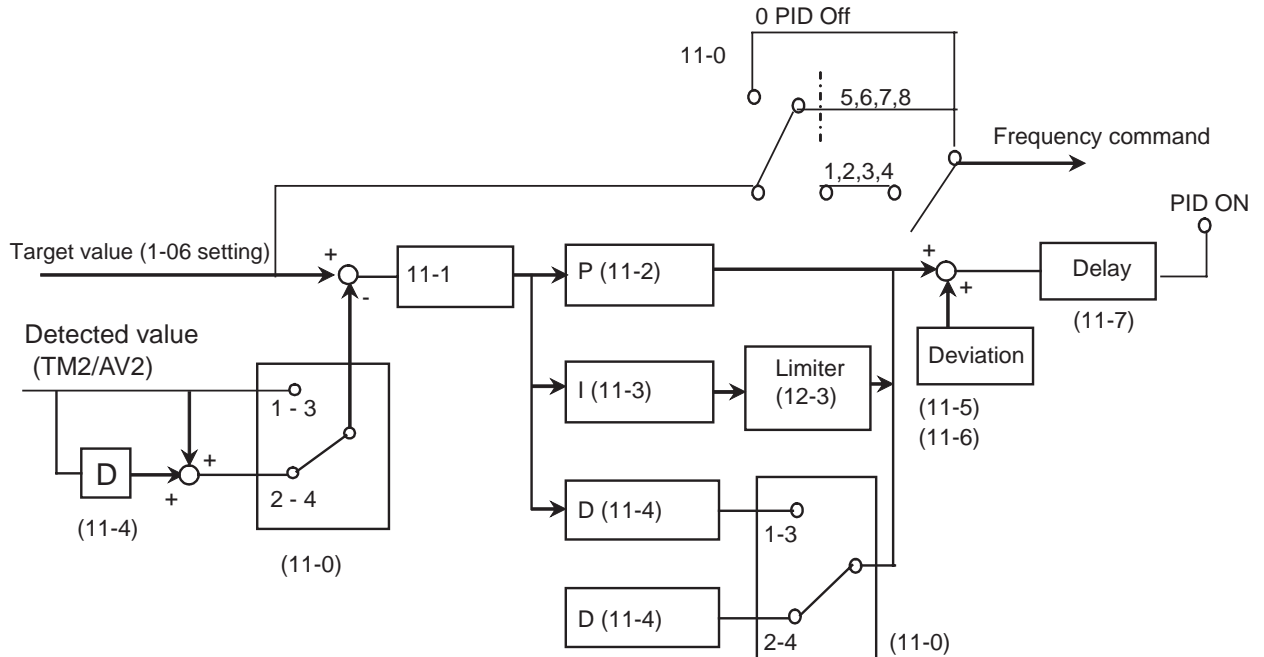 0 PID Off
11-0
5,6,7,8
Frequency command
1,2,3,4
PID ON
Target value (1-06 setting)
+
-
11-1
P (11-2)
+
+
Delay
(11-7)
Detected value
(TM2/AV2)
Deviation
(11-5)
(11-6)
1 - 3
I (11-3)
Limiter
(12-3)
D
+
+
2 - 4
(11-4)
(11-0)
D (11-4)
1-3
D (11-4)
2-4
(11-0)